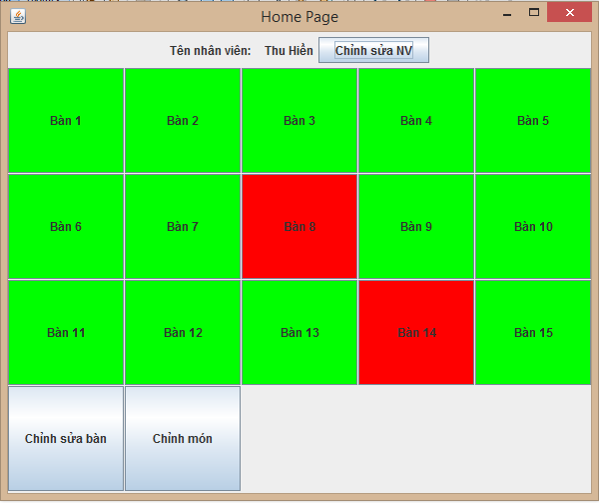 Home Page
Tên nhân viên: Thu Hiền Chỉnh sửa NV
Bàn 1 Bàn 2 Bàn 3 Bàn 4 Bàn 5
Bàn 6 Bàn 7 Bàn 8 Bàn 9 Bàn 10
Bàn 11 Bàn 12 Bàn 13 Bàn 14 Bàn 15
Chỉnh sửa bàn Chỉnh món